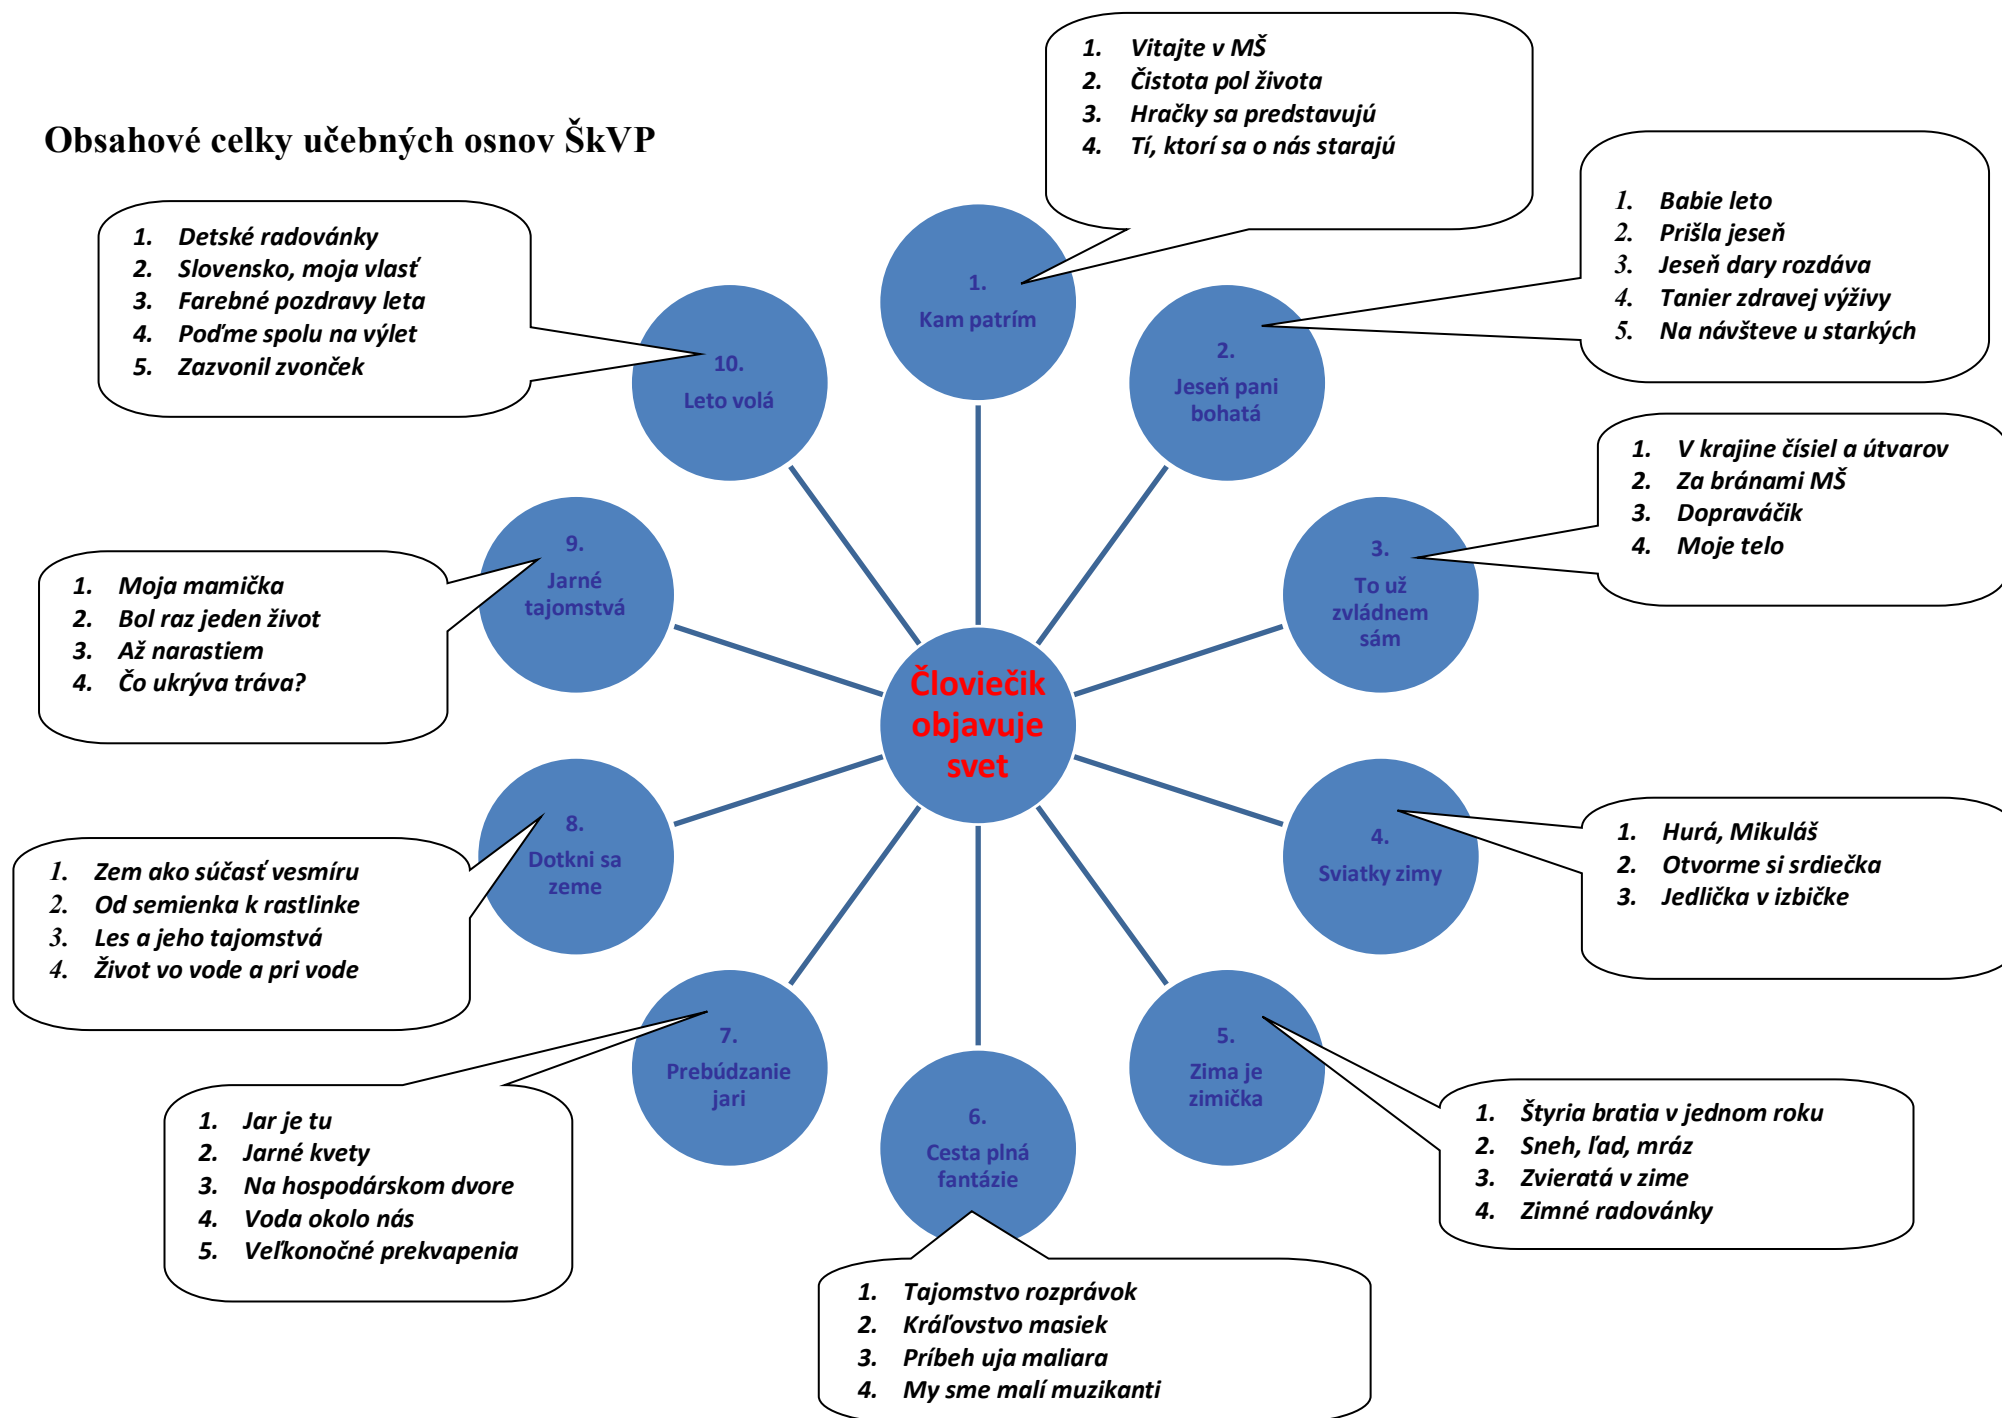 Obsahové celky učebných osnov ŠkVP
1. Vitajte v MŠ
2. Čistota pol života
3. Hračky sa predstavujú
4. Tí, ktorí sa o nás starajú
1. Babie leto
2. Prišla jeseň
3. Jeseň dary rozdáva
4. Tanier zdravej výživy
5. Na návšteve u starkých
1. Detské radovánky
2. Slovensko, moja vlasť
3. Farebné pozdravy leta
4. Poďme spolu na výlet
5. Zazvonil zvonček
1.
Kam patrím
2.
Jeseň pani
bohatá
10.
Leto volá
1. V krajine čísiel a útvarov
2. Za bránami MŠ
3. Dopraváčik
4. Moje telo
3.
To už
zvládnem
sám
9.
Jarné
tajomstvá
1. Moja mamička
2. Bol raz jeden život
3. Až narastiem
4. Čo ukrýva tráva?
Človiečik
objavuje
svet
8.
Dotkni sa
zeme
1. Zem ako súčasť vesmíru
2. Od semienka k rastlinke
3. Les a jeho tajomstvá
4. Život vo vode a pri vode
4.
Sviatky zimy
1. Hurá, Mikuláš
2. Otvorme si srdiečka
3. Jedlička v izbičke
7.
Prebúdzanie
jari
5.
Zima je
zimička
6.
Cesta plná
fantázie
1. Jar je tu
2. Jarné kvety
3. Na hospodárskom dvore
4. Voda okolo nás
5. Veľkonočné prekvapenia
1. Štyria bratia v jednom roku
2. Sneh, ľad, mráz
3. Zvieratá v zime
4. Zimné radovánky
1. Tajomstvo rozprávok
2. Kráľovstvo masiek
3. Príbeh uja maliara
4. My sme malí muzikanti